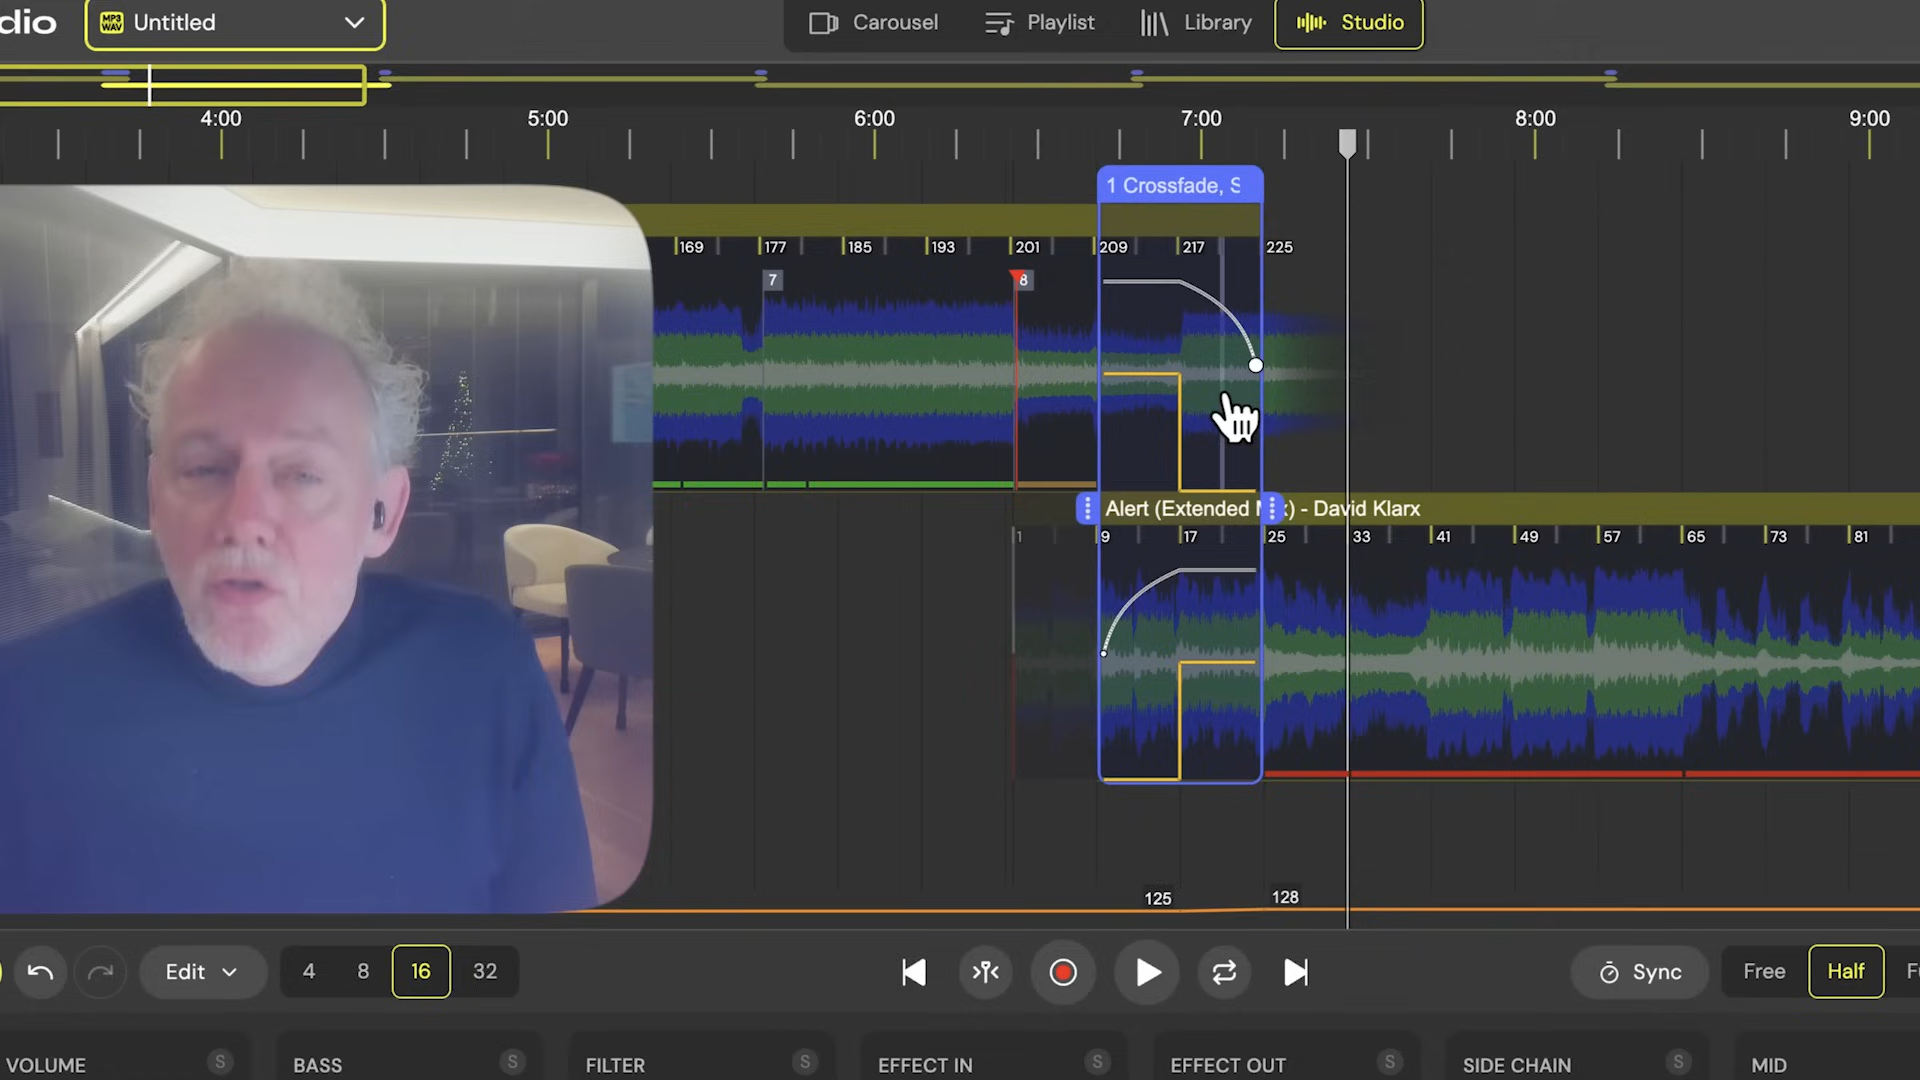 dio Untitled Carousel Playlist Library Studio
4:00 5:00 6:00 7:00 8:00 9:00
1 Crossfade, S
169 177 185 193 201 209 217 225
7 8
Alert (Extended M x) - David Klarx
1 9 17 25 33 41 49 57 65 73 81
125 128
Edit 4 8 16 32 Sync Free Half Fu
VOLUME S BASS S FILTER S EFFECT IN S EFFECT OUT S SIDE CHAIN S MID